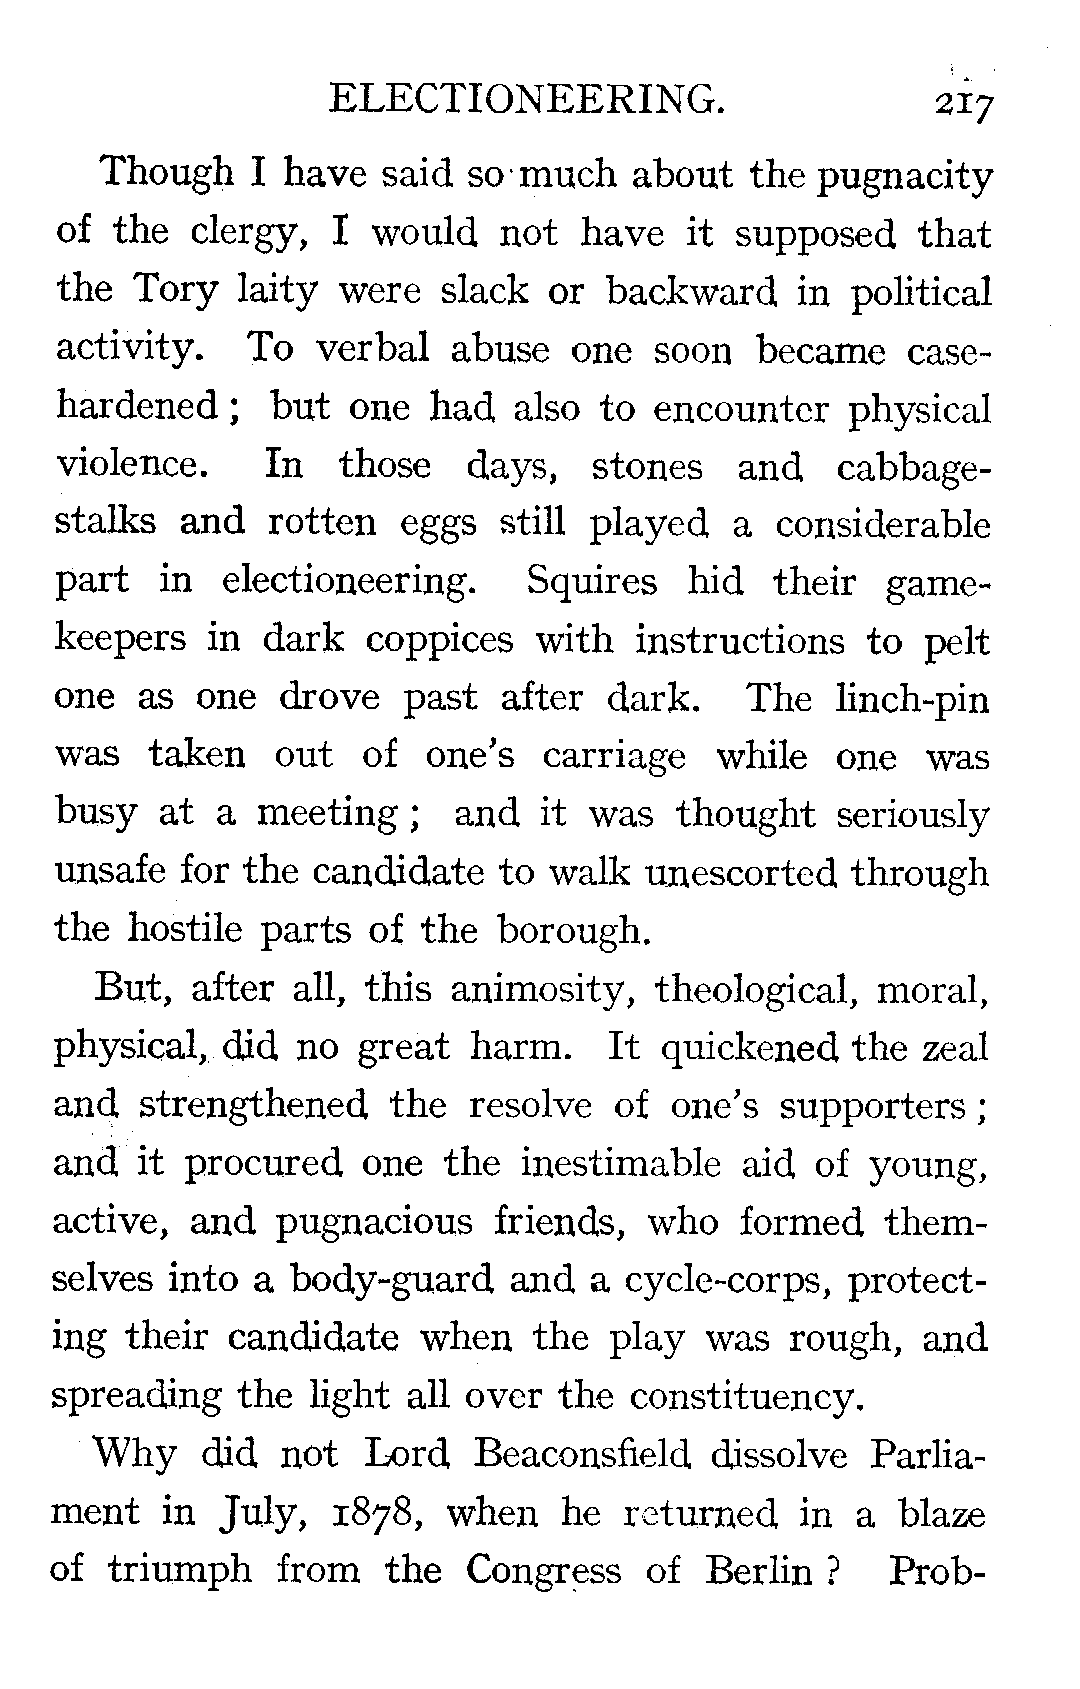 ELECTIONEERING. 217
Though I have said so much about the pugnacity
of the clergy, I would not have it supposed that
the Tory laity were slack or backward in political
activity. To verbal abuse one soon became case-
hardened ; but one had also to encounter physical
violence. In those days, stones and cabbage-
stalks and rotten eggs still played a considerable
part in electioneering. Squires hid their game-
keepers in dark coppices with instructions to pelt
one as one drove past after dark. The linch-pin
was taken out of one's carriage while one was
busy at a meeting ; and it was thought seriously
unsafe for the candidate to walk unescorted through
the hostile parts of the borough.
But, after all, this animosity, theological, moral,
physical, did no great harm. It quickened the zeal
and strengthened the resolve of one's supporters ;
and it procured one the inestimable aid of young,
active, and pugnacious friends, who formed them-
selves into a body-guard and a cycle-corps, protect-
ing their candidate when the play was rough, and
spreading the light all over the constituency.
Why did not Lord Beaconsfield dissolve Parlia-
ment in July, 1878, when he returned in a blaze
of triumph from the Congress of Berlin ? Prob-